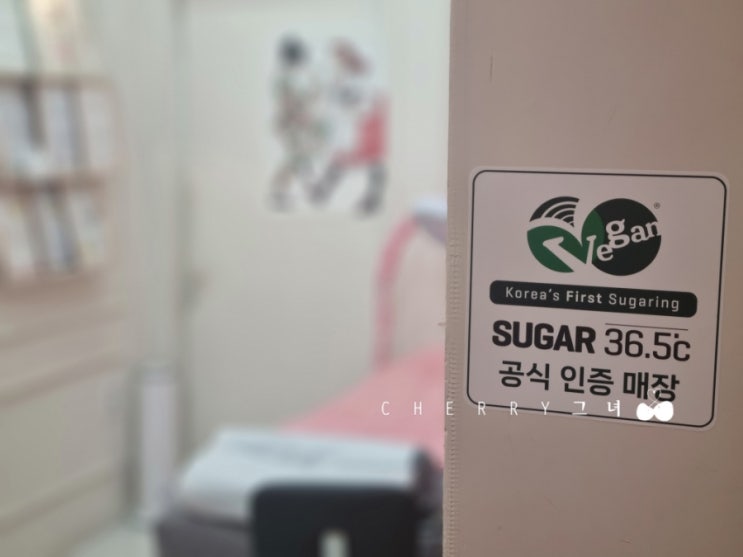 Vegan®
Korea's First Sugaring
SUGAR 36.5℃
공식 인증 매장
CHERRY그녀